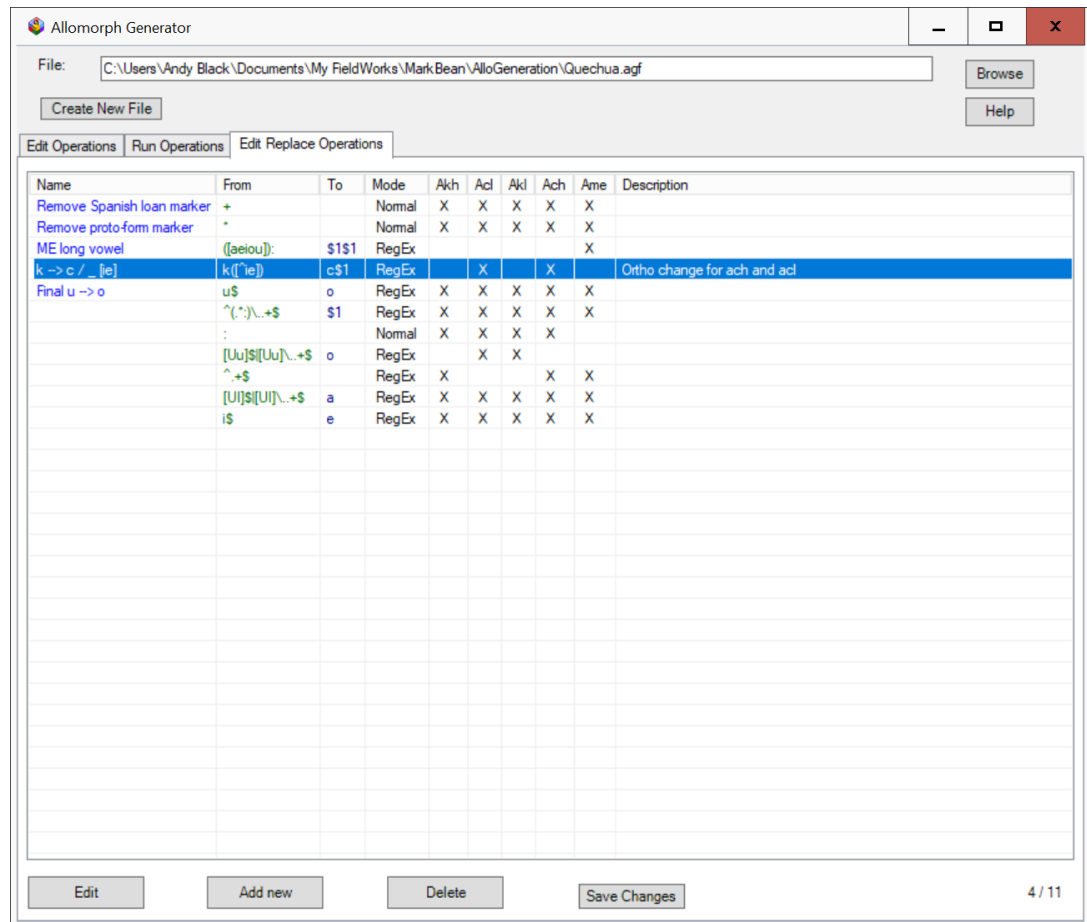 Allomorph Generator
File: C:\Users\Andy Black\Documents\My FieldWorks\MarkBean\AlloGeneration\Quechua.agf Browse
Create New File Help
Edit Operations Run Operations Edit Replace Operations
Name From To Mode Akh Acl Akl Ach Ame Description
Remove Spanish loan marker + Normal X X X X X
Remove proto-form marker * Normal X X X X X
ME long vowel ([aeiou]): $1$1 RegEx X
k --> c / _ [ie] k([^ie]) c$1 RegEx X X Ortho change for ach and acl
Final u --> o u$ o RegEx X X X X X
^(.*:)\..+$ $1 RegEx X X X X X
: Normal X X X X
[Uu]$|[Uu]\..+$ o RegEx X X
^.+$ RegEx X X X
[UI]$|[UI]\..+$ a RegEx X X X X X
i$ e RegEx X X X X X
Edit Add new Delete Save Changes 4 / 11